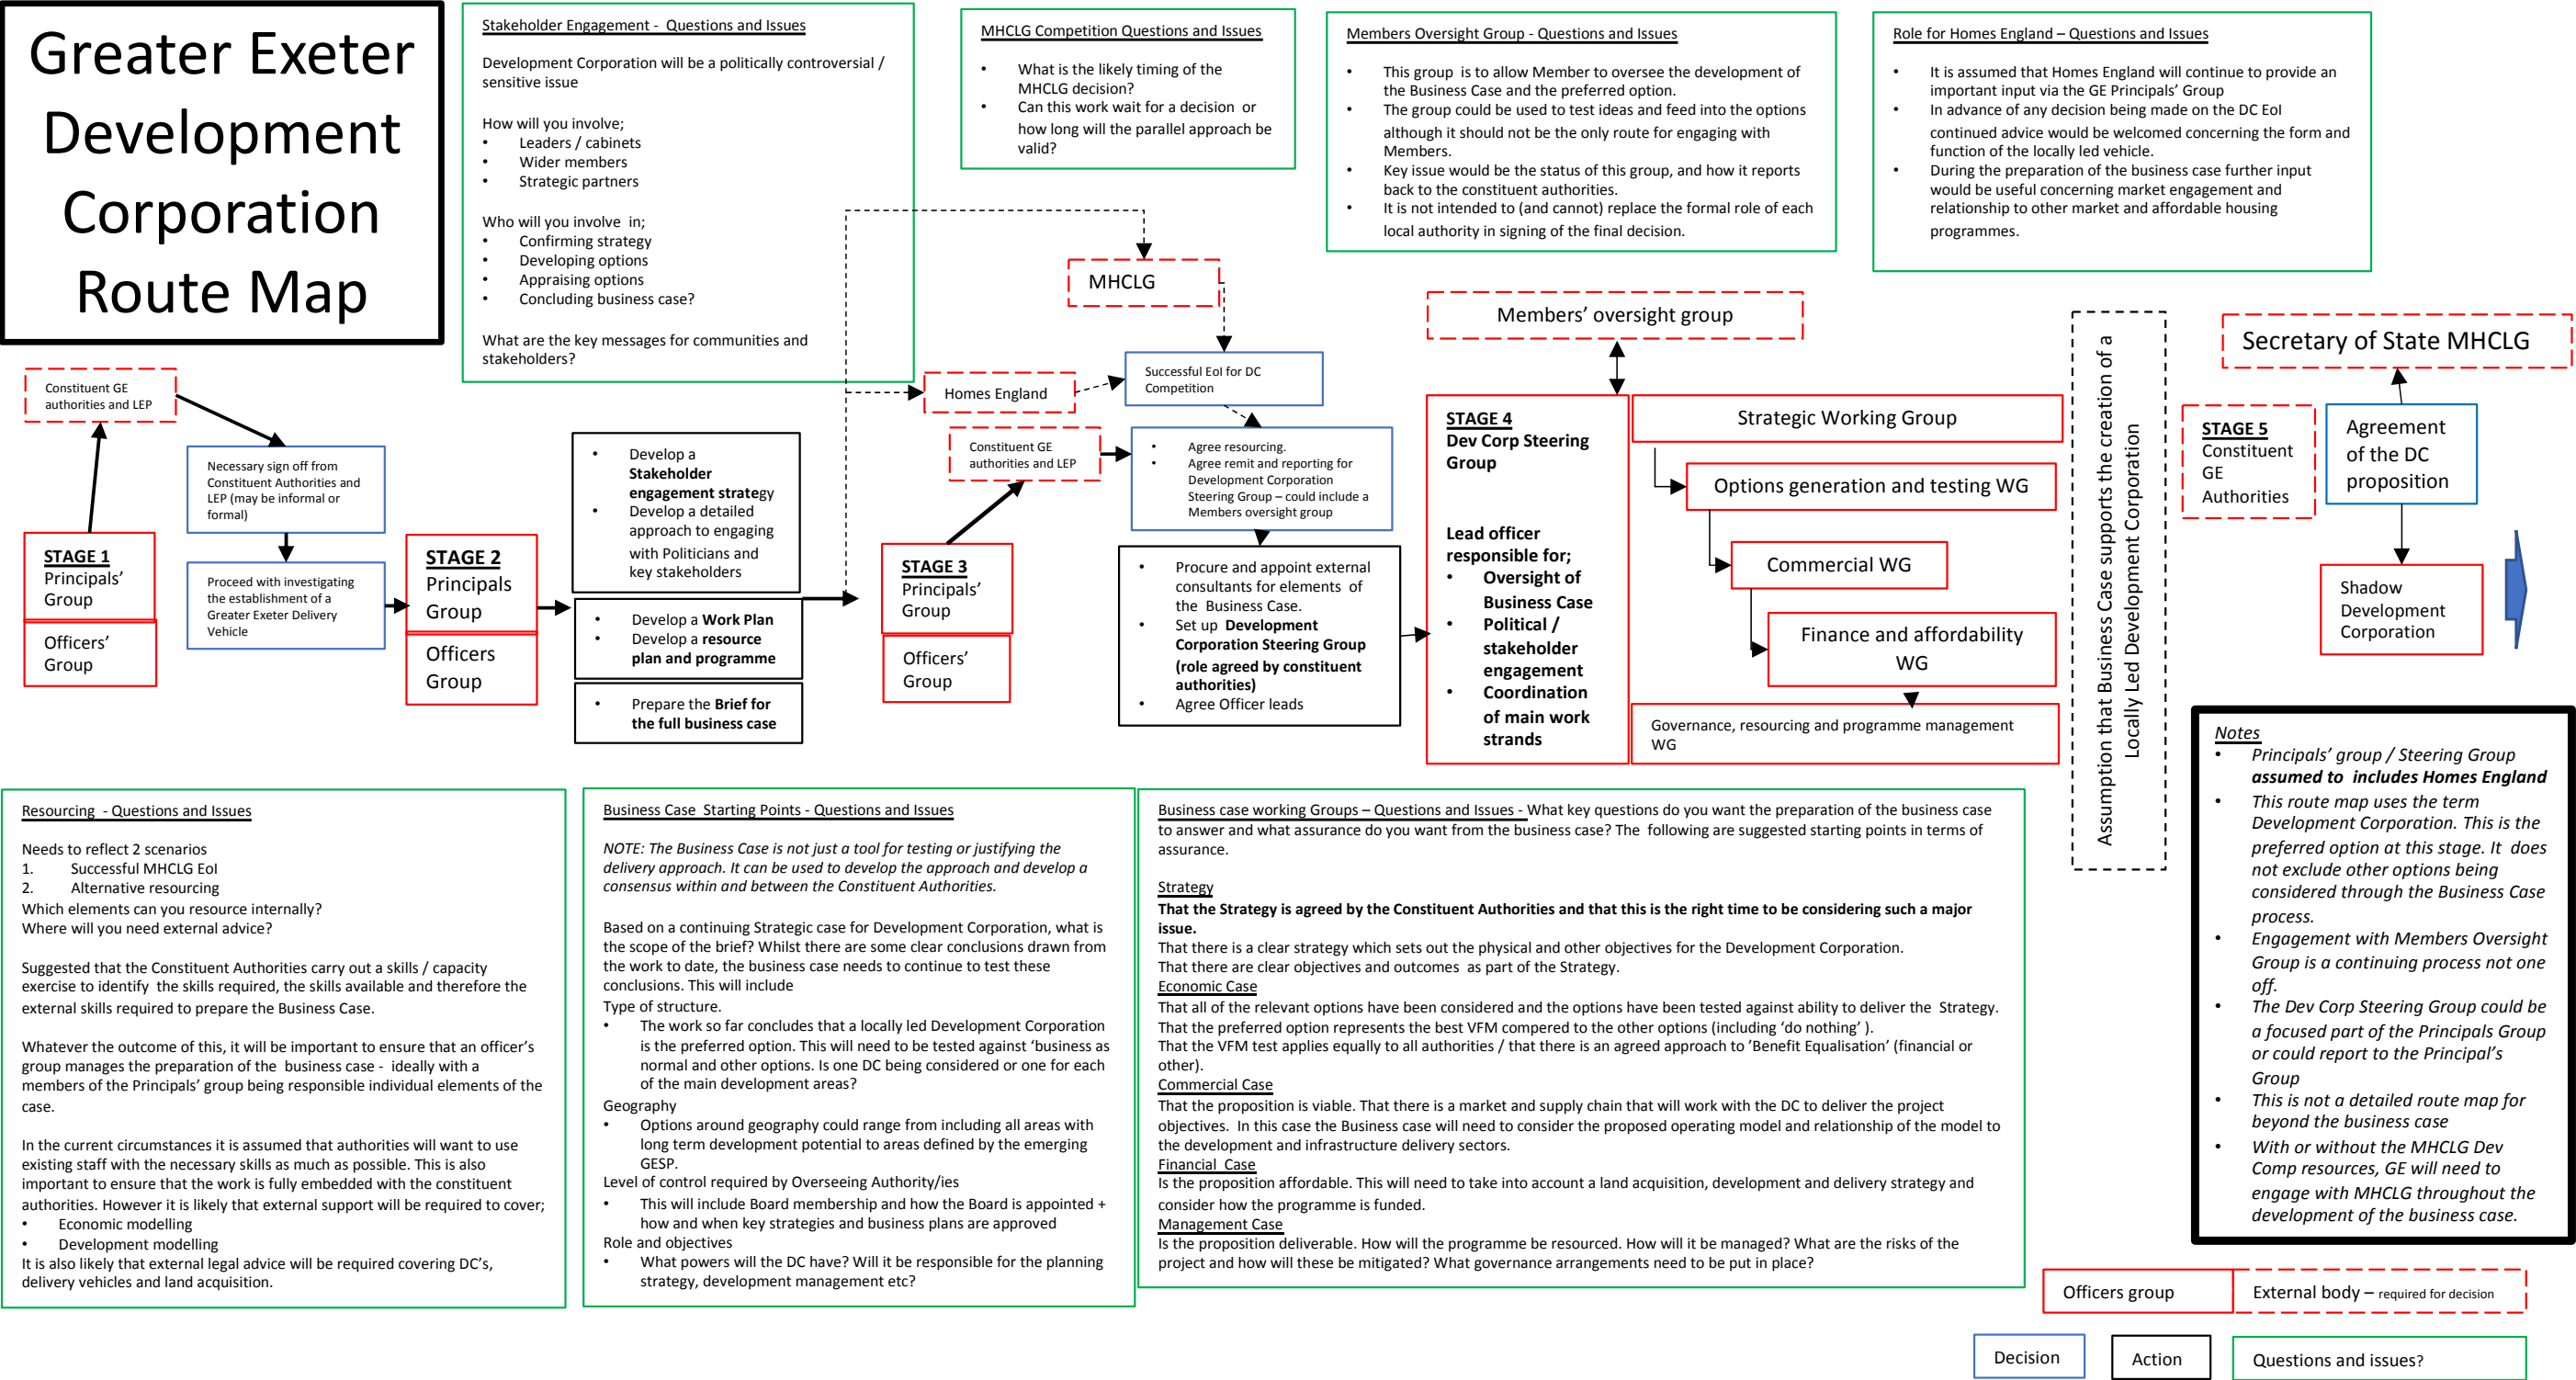 Greater Exeter
Development
Corporation
Route Map
Stakeholder Engagement - Questions and Issues
Development Corporation will be a politically controversial /
sensitive issue
How will you involve;
• Leaders / cabinets
• Wider members
• Strategic partners
Who will you involve in;
• Confirming strategy
• Developing options
• Appraising options
• Concluding business case?
What are the key messages for communities and
stakeholders?
MHCLG Competition Questions and Issues
• What is the likely timing of the
MHCLG decision?
• Can this work wait for a decision or
how long will the parallel approach be
valid?
Members Oversight Group - Questions and Issues
• This group is to allow Member to oversee the development of
the Business Case and the preferred option.
• The group could be used to test ideas and feed into the options
although it should not be the only route for engaging with
Members.
• Key issue would be the status of this group, and how it reports
back to the constituent authorities.
• It is not intended to (and cannot) replace the formal role of each
local authority in signing of the final decision.
Role for Homes England – Questions and Issues
• It is assumed that Homes England will continue to provide an
important input via the GE Principals' Group
• In advance of any decision being made on the DC EoI
continued advice would be welcomed concerning the form and
function of the locally led vehicle.
• During the preparation of the business case further input
would be useful concerning market engagement and
relationship to other market and affordable housing
programmes.
Constituent GE
authorities and LEP
STAGE 1
Principals'
Group
Officers'
Group
Necessary sign off from
Constituent Authorities and
LEP (may be informal or
formal)
Proceed with investigating
the establishment of a
Greater Exeter Delivery
Vehicle
STAGE 2
Principals
Group
Officers
Group
• Develop a
Stakeholder
engagement strategy
• Develop a detailed
approach to engaging
with Politicians and
key stakeholders
• Develop a Work Plan
• Develop a resource
plan and programme
• Prepare the Brief for
the full business case
MHCLG
Homes England
Successful EoI for DC
Competition
Constituent GE
authorities and LEP
STAGE 3
Principals'
Group
Officers'
Group
• Agree resourcing.
• Agree remit and reporting for
Development Corporation
Steering Group – could include a
Members oversight group
• Procure and appoint external
consultants for elements of
the Business Case.
• Set up Development
Corporation Steering Group
(role agreed by constituent
authorities)
• Agree Officer leads
Members' oversight group
STAGE 4
Dev Corp Steering
Group
Lead officer
responsible for;
• Oversight of
Business Case
• Political /
stakeholder
engagement
• Coordination
of main work
strands
Strategic Working Group
Options generation and testing WG
Commercial WG
Finance and affordability
WG
Governance, resourcing and programme management
WG
Assumption that Business Case supports the creation of a
Locally Led Development Corporation
Secretary of State MHCLG
STAGE 5
Constituent
GE
Authorities
Agreement
of the DC
proposition
Shadow
Development
Corporation
Resourcing - Questions and Issues
Needs to reflect 2 scenarios
1. Successful MHCLG EoI
2. Alternative resourcing
Which elements can you resource internally?
Where will you need external advice?
Suggested that the Constituent Authorities carry out a skills / capacity
exercise to identify the skills required, the skills available and therefore the
external skills required to prepare the Business Case.
Whatever the outcome of this, it will be important to ensure that an officer's
group manages the preparation of the business case - ideally with a
members of the Principals' group being responsible individual elements of the
case.
In the current circumstances it is assumed that authorities will want to use
existing staff with the necessary skills as much as possible. This is also
important to ensure that the work is fully embedded with the constituent
authorities. However it is likely that external support will be required to cover;
• Economic modelling
• Development modelling
It is also likely that external legal advice will be required covering DC's,
delivery vehicles and land acquisition.
Business Case Starting Points - Questions and Issues
NOTE: The Business Case is not just a tool for testing or justifying the
delivery approach. It can be used to develop the approach and develop a
consensus within and between the Constituent Authorities.
Based on a continuing Strategic case for Development Corporation, what is
the scope of the brief? Whilst there are some clear conclusions drawn from
the work to date, the business case needs to continue to test these
conclusions. This will include
Type of structure.
• The work so far concludes that a locally led Development Corporation
is the preferred option. This will need to be tested against 'business as
normal and other options. Is one DC being considered or one for each
of the main development areas?
Geography
• Options around geography could range from including all areas with
long term development potential to areas defined by the emerging
GESP.
Level of control required by Overseeing Authority/ies
• This will include Board membership and how the Board is appointed +
how and when key strategies and business plans are approved
Role and objectives
• What powers will the DC have? Will it be responsible for the planning
strategy, development management etc?
Business case working Groups – Questions and Issues - What key questions do you want the preparation of the business case
to answer and what assurance do you want from the business case? The following are suggested starting points in terms of
assurance.
Strategy
That the Strategy is agreed by the Constituent Authorities and that this is the right time to be considering such a major
issue.
That there is a clear strategy which sets out the physical and other objectives for the Development Corporation.
That there are clear objectives and outcomes as part of the Strategy.
Economic Case
That all of the relevant options have been considered and the options have been tested against ability to deliver the Strategy.
That the preferred option represents the best VFM compered to the other options (including 'do nothing' ).
That the VFM test applies equally to all authorities / that there is an agreed approach to 'Benefit Equalisation' (financial or
other).
Commercial Case
That the proposition is viable. That there is a market and supply chain that will work with the DC to deliver the project
objectives. In this case the Business case will need to consider the proposed operating model and relationship of the model to
the development and infrastructure delivery sectors.
Financial Case
Is the proposition affordable. This will need to take into account a land acquisition, development and delivery strategy and
consider how the programme is funded.
Management Case
Is the proposition deliverable. How will the programme be resourced. How will it be managed? What are the risks of the
project and how will these be mitigated? What governance arrangements need to be put in place?
Notes
• Principals' group / Steering Group
assumed to includes Homes England
• This route map uses the term
Development Corporation. This is the
preferred option at this stage. It does
not exclude other options being
considered through the Business Case
process.
• Engagement with Members Oversight
Group is a continuing process not one
off.
• The Dev Corp Steering Group could be
a focused part of the Principals Group
or could report to the Principal's
Group
• This is not a detailed route map for
beyond the business case
• With or without the MHCLG Dev
Comp resources, GE will need to
engage with MHCLG throughout the
development of the business case.
Officers group
External body – required for decision
Decision
Action
Questions and issues?